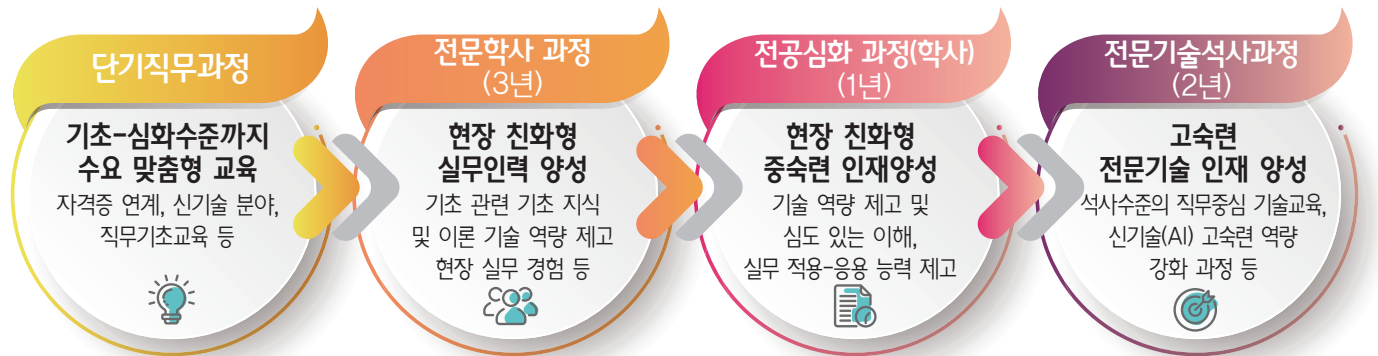 단기직무과정
기초-심화수준까지
수요 맞춤형 교육
자격증 연계, 신기술 분야,
직무기초교육 등
전문학사 과정
(3년)
현장 친화형
실무인력 양성
기초 관련 기초 지식
및 이론 기술 역량 제고
현장 실무 경험 등
전공심화 과정(학사)
(1년)
현장 친화형
중숙련 인재양성
기술 역량 제고 및
심도 있는 이해,
실무 적용-응용 능력 제고
전문기술석사과정
(2년)
고숙련
전문기술 인재 양성
석사수준의 직무중심 기술교육,
신기술(AI) 고숙련 역량
강화 과정 등